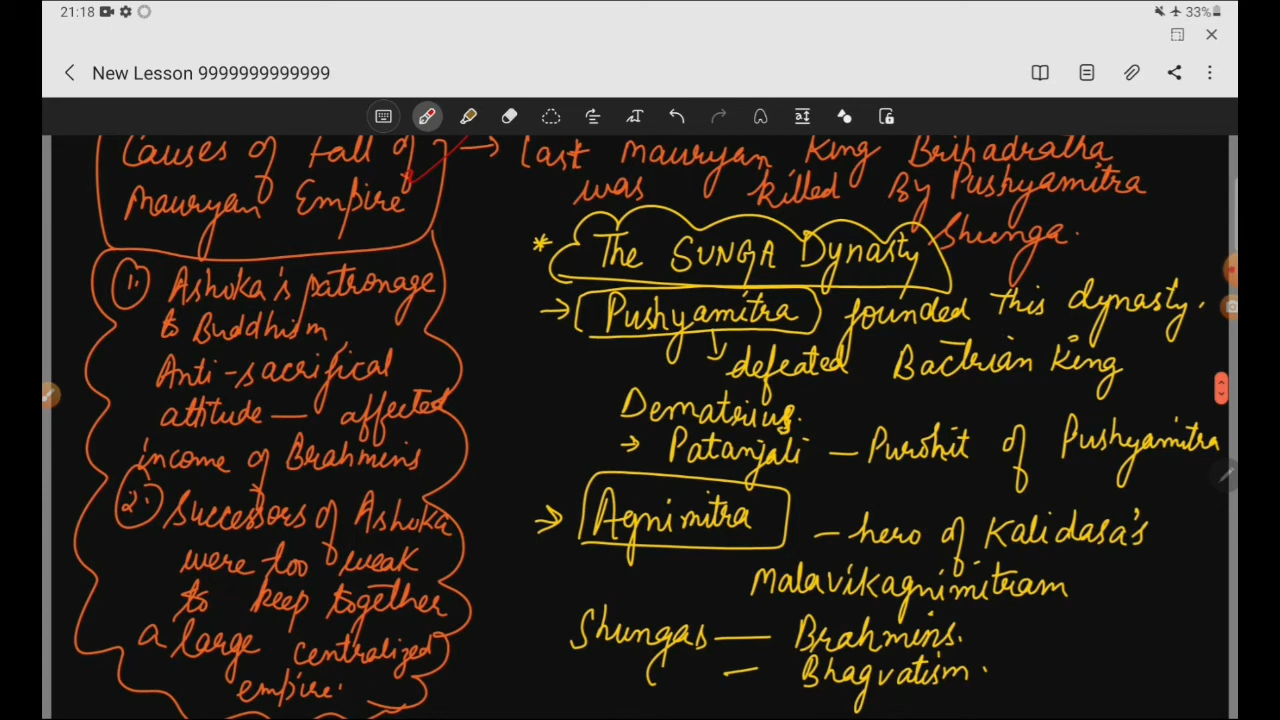 21:18
33%
New Lesson 9999999999999
Causes of Fall of
Mauryan Empire
→ Last Mauryan King Brihadratha
was killed By Pushyamitra
Shunga.
1. Ashoka's patronage
to Buddhism
Anti-sacrifical
attitude — affected
income of Brahmins
2. Successors of Ashoka
were too weak
to keep together
a large centralized
empire.
* The SUNGA Dynasty
→ Pushyamitra founded this dynasty.
↳ defeated Bactrian King
Dematrius.
→ Patanjali — Purohit of Pushyamitra
→ Agnimitra — hero of Kalidasa's
Malavikagnimitram
Shungas — Brahmins.
— Bhagvatism.